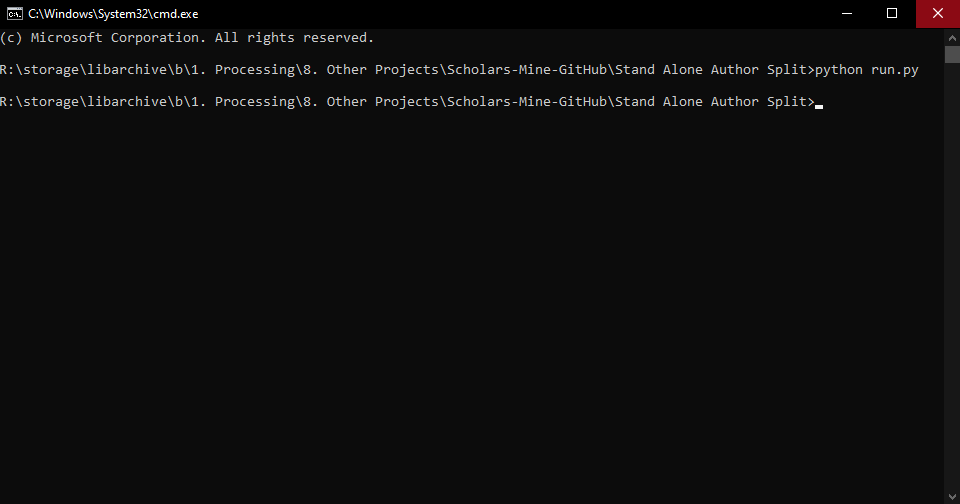 C:\Windows\System32\cmd.exe
(c) Microsoft Corporation. All rights reserved.
R:\storage\libarchive\b\1. Processing\8. Other Projects\Scholars-Mine-GitHub\Stand Alone Author Split>python run.py
R:\storage\libarchive\b\1. Processing\8. Other Projects\Scholars-Mine-GitHub\Stand Alone Author Split>